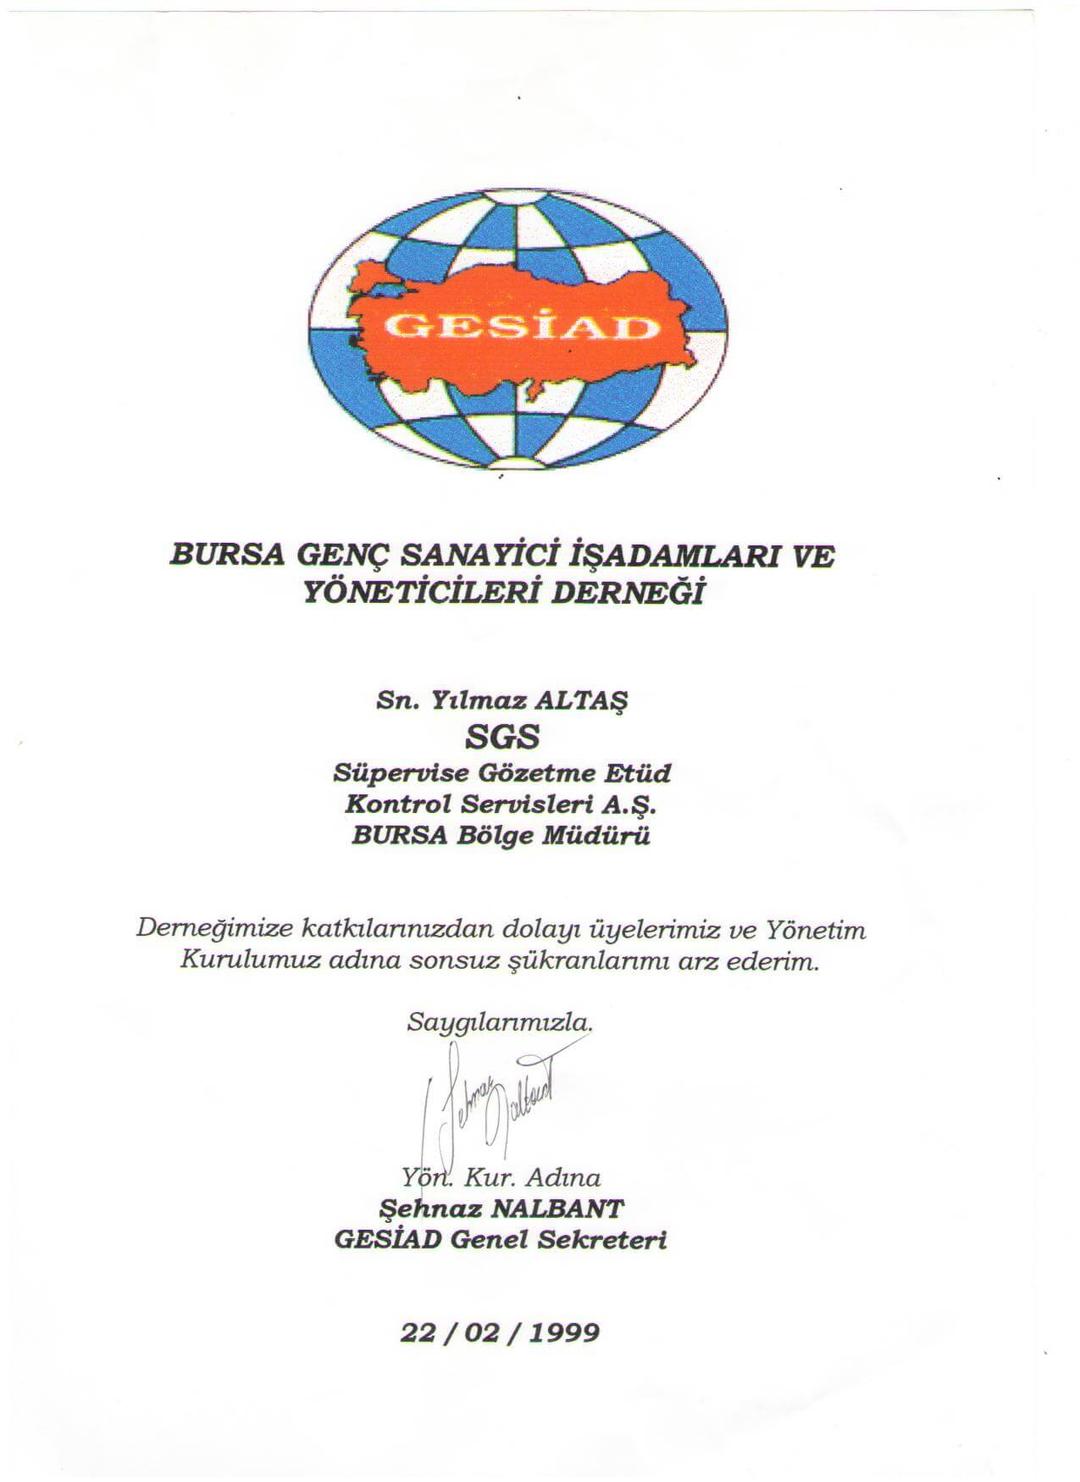 GESİAD
BURSA GENÇ SANAYİCİ İŞADAMLARI VE
YÖNETİCİLERİ DERNEĞİ
Sn. Yılmaz ALTAŞ
SGS
Süpervise Gözetme Etüd
Kontrol Servisleri A.Ş.
BURSA Bölge Müdürü
Derneğimize katkılarınızdan dolayı üyelerimiz ve Yönetim
Kurulumuz adına sonsuz şükranlarımı arz ederim.
Saygılarımızla.
Şehnaz Nalbant
Yön. Kur. Adına
Şehnaz NALBANT
GESİAD Genel Sekreteri
22 / 02 / 1999